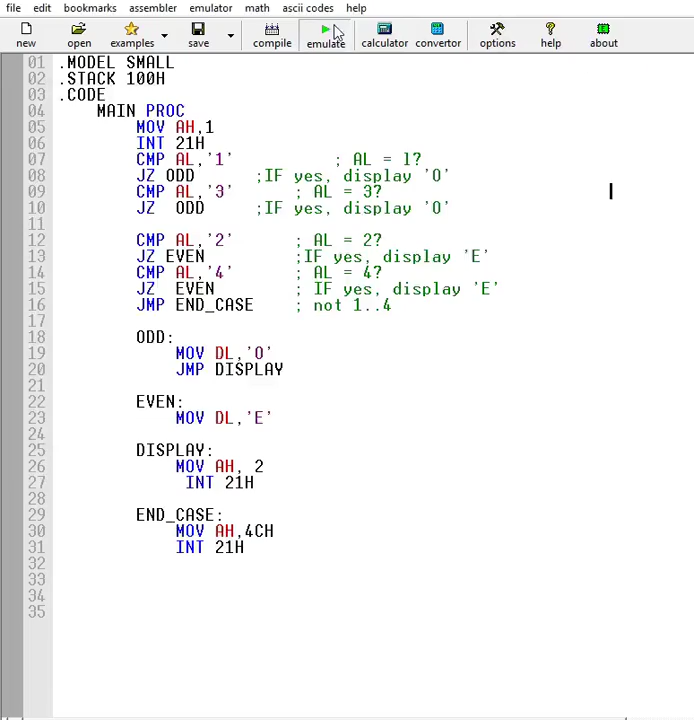 file edit bookmarks assembler emulator math ascii codes help
new open examples save compile emulate calculator convertor options help about
01 .MODEL SMALL
02 .STACK 100H
03 .CODE
04 MAIN PROC
05 MOV AH,1
06 INT 21H
07 CMP AL,'1' ; AL = 1?
08 JZ ODD ;IF yes, display 'O'
09 CMP AL,'3' ; AL = 3?
10 JZ ODD ;IF yes, display 'O'
11
12 CMP AL,'2' ; AL = 2?
13 JZ EVEN ;IF yes, display 'E'
14 CMP AL,'4' ; AL = 4?
15 JZ EVEN ; IF yes, display 'E'
16 JMP END_CASE ; not 1..4
17
18 ODD:
19 MOV DL,'O'
20 JMP DISPLAY
21
22 EVEN:
23 MOV DL,'E'
24
25 DISPLAY:
26 MOV AH, 2
27 INT 21H
28
29 END_CASE:
30 MOV AH,4CH
31 INT 21H
32
33
34
35